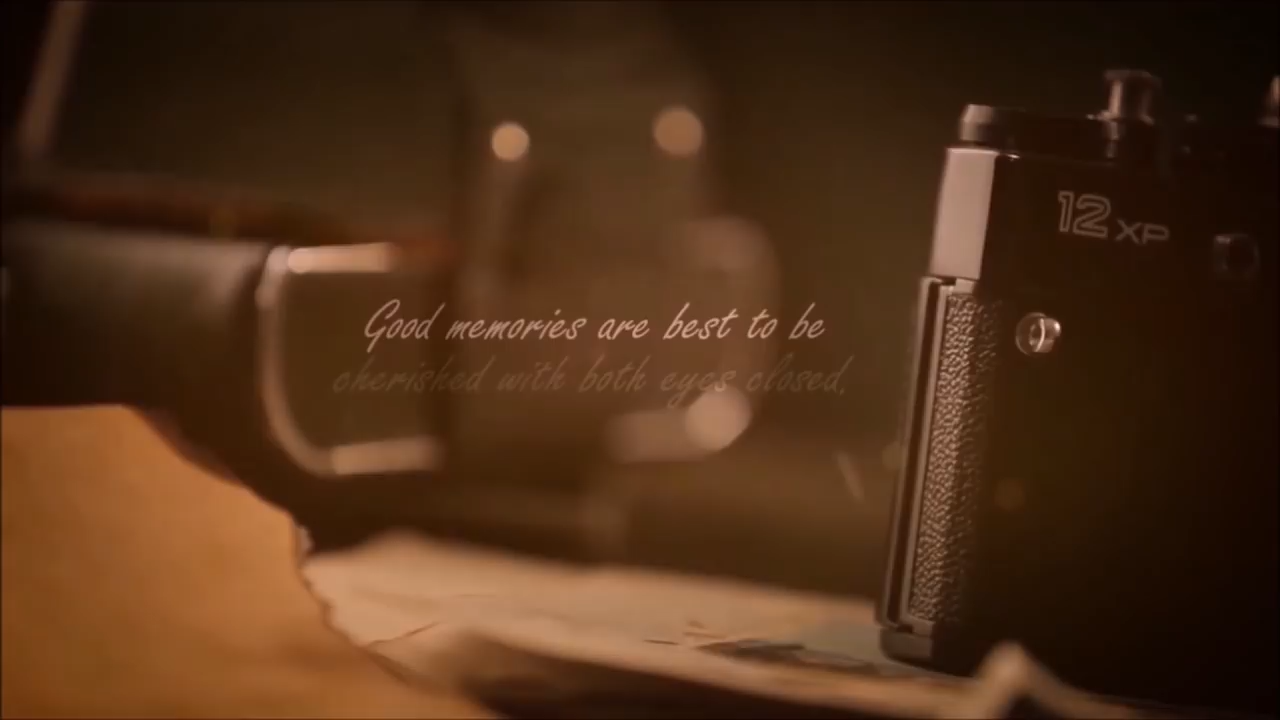 12 XP
Good memories are best to be
cherished with both eyes closed.